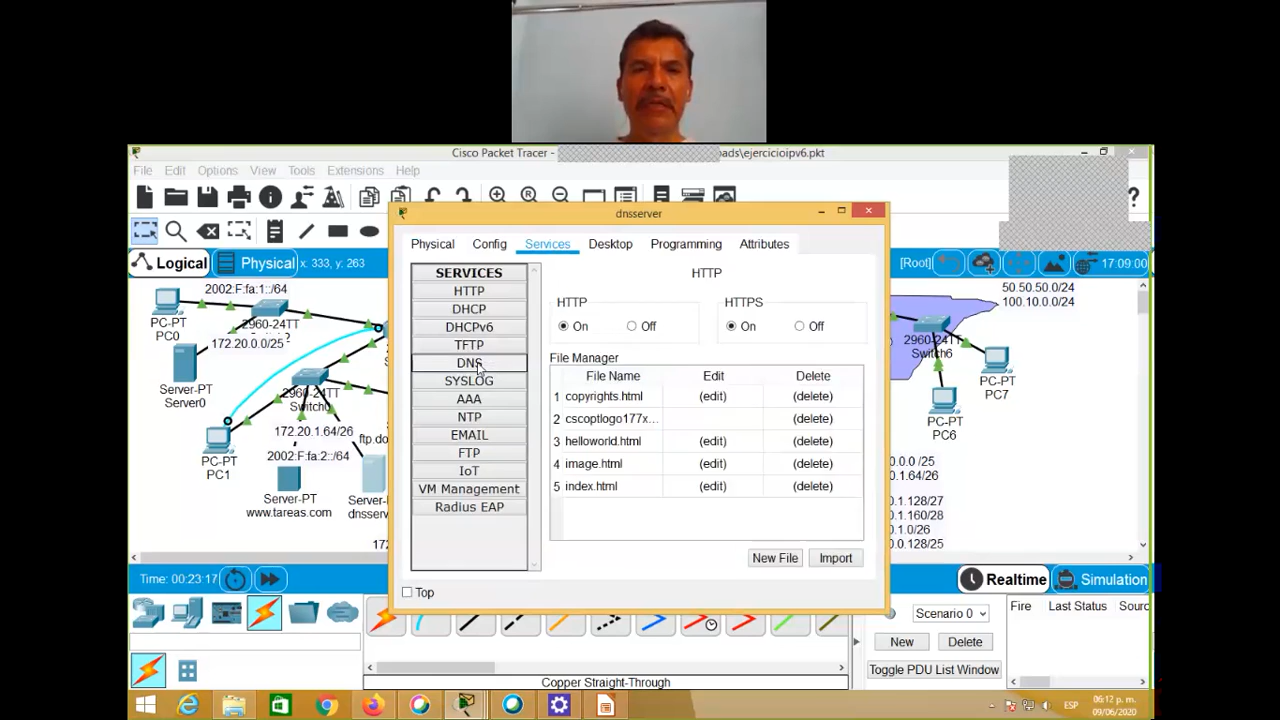 Cisco Packet Tracer - ads\ejercicioipv6.pkt
File Edit Options View Tools Extensions Help
dnsserver
Physical Config Services Desktop Programming Attributes
Logical Physical x: 333, y: 263
[Root] 17:09:00
SERVICES
HTTP
DHCP
DHCPv6
TFTP
DNS
SYSLOG
AAA
NTP
EMAIL
FTP
IoT
VM Management
Radius EAP
HTTP
HTTP
On Off
HTTPS
On Off
File Manager
File Name Edit Delete
1 copyrights.html (edit) (delete)
2 cscoptlogo177x... (delete)
3 helloworld.html (edit) (delete)
4 image.html (edit) (delete)
5 index.html (edit) (delete)
New File Import
Top
2002:F:fa:1::/64
PC-PT
PC0
2960-24TT
172.20.0.0/25
Server-PT
Server0
2960-24TT
Switch0
172.20.1.64/26
2002:F:fa:2::/64
PC-PT
PC1
ftp.do
Server-PT
www.tareas.com
Server-P
dnsserve
172
50.50.50.0/24
100.10.0.0/24
2960-24TT
Switch6
PC-PT
PC7
PC-PT
PC6
0.0.0 /25
0.1.64/26
0.1.128/27
0.1.160/28
0.1.0/26
0.0.128/25
Time: 00:23:17
Realtime Simulation
Scenario 0
New Delete
Toggle PDU List Window
Fire Last Status Sourc
Copper Straight-Through
ESP
06:12 p. m.
09/06/2020